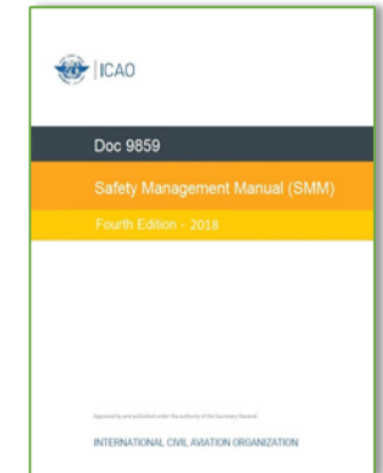 ICAO
Doc 9859
Safety Management Manual (SMM)
Fourth Edition - 2018
Approved by and published under the authority of the Secretary General
INTERNATIONAL CIVIL AVIATION ORGANIZATION